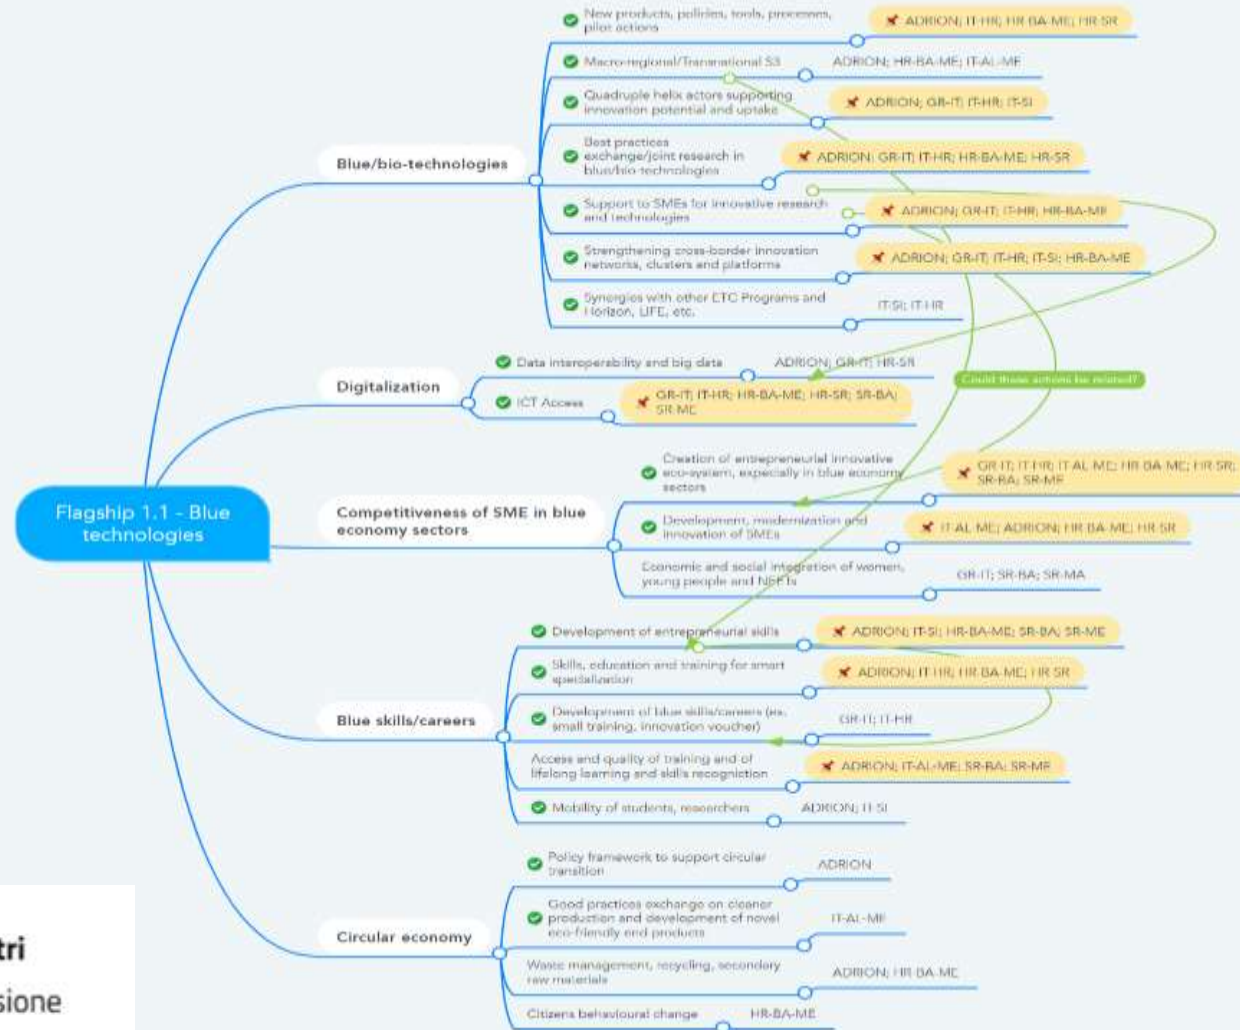 New products, policies, tools, processes,
pilot actions
ADRION; IT-HR; HR-BA-ME; HR-SR
Macro-regional/Transnational S3
ADRION; HR-BA-ME; IT-AL-ME
Quadruple helix actors supporting
innovation potential and uptake
ADRION; GR-IT; IT-HR; IT-SI
Best practices
exchange/joint research in
blue/bio-technologies
ADRION; GR-IT; IT-HR; HR-BA-ME; HR-SR
Blue/bio-technologies
Support to SMEs for innovative research
and technologies
ADRION; GR-IT; IT-HR; HR-BA-ME
Strengthening cross-border innovation
networks, clusters and platforms
ADRION; GR-IT; IT-HR; IT-SI; HR-BA-ME
Synergies with other ETC Programs and
Horizon, LIFE, etc.
IT-SI; IT-HR
Digitalization
Data interoperability and big data
ADRION; GR-IT; HR-SR
ICT Access
GR-IT; IT-HR; HR-BA-ME; HR-SR; SR-BA;
SR-ME
Could these actions be related?
Flagship 1.1 - Blue
technologies
Competitiveness of SME in blue
economy sectors
Creation of entrepreneurial innovative
eco-system, especially in blue economy
sectors
GR-IT; IT-HR; IT-AL-ME; HR-BA-ME; HR-SR;
SR-BA; SR-ME
Development, modernization and
innovation of SMEs
IT-AL-ME; ADRION; HR-BA-ME; HR-SR
Economic and social integration of women,
young people and NEETs
GR-IT; SR-BA; SR-MA
Blue skills/careers
Development of entrepreneurial skills
ADRION; IT-SI; HR-BA-ME; SR-BA; SR-ME
Skills, education and training for smart
specialization
ADRION; IT-HR; HR-BA-ME; HR-SR
Development of blue skills/careers (ex.
small training, innovation voucher)
GR-IT; IT-HR
Access and quality of training and of
lifelong learning and skills recogniction
ADRION; IT-AL-ME; SR-BA; SR-ME
Mobility of students, researchers
ADRION; IT-SI
Circular economy
Policy framework to support circular
transition
ADRION
Good practices exchange on cleaner
production and development of novel
eco-friendly end products
IT-AL-ME
Waste management, recycling, secondary
raw materials
ADRION; HR-BA-ME
Citizens behavioural change
HR-BA-ME
tri
sione